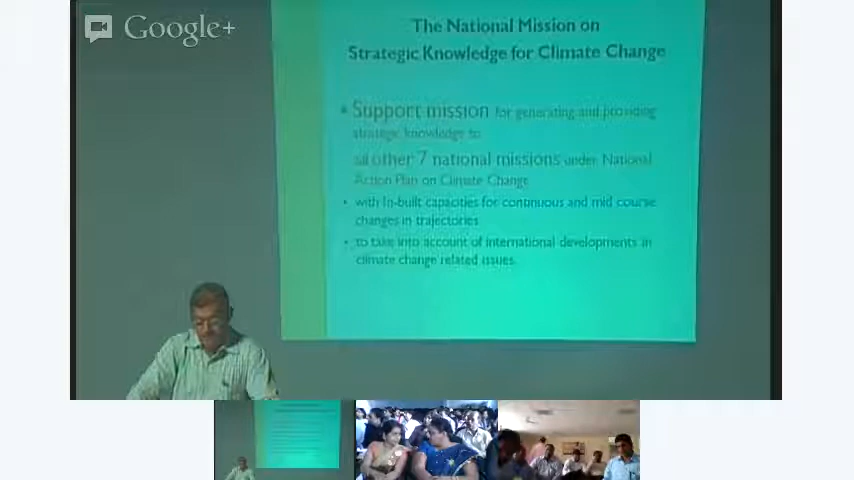 Google+
The National Mission on
Strategic Knowledge for Climate Change
• Support mission for generating and providing
strategic knowledge to
all other 7 national missions under National
Action Plan on Climate Change
• with In-built capacities for continuous and mid course
changes in trajectories
• to take into account of international developments in
climate change related issues.